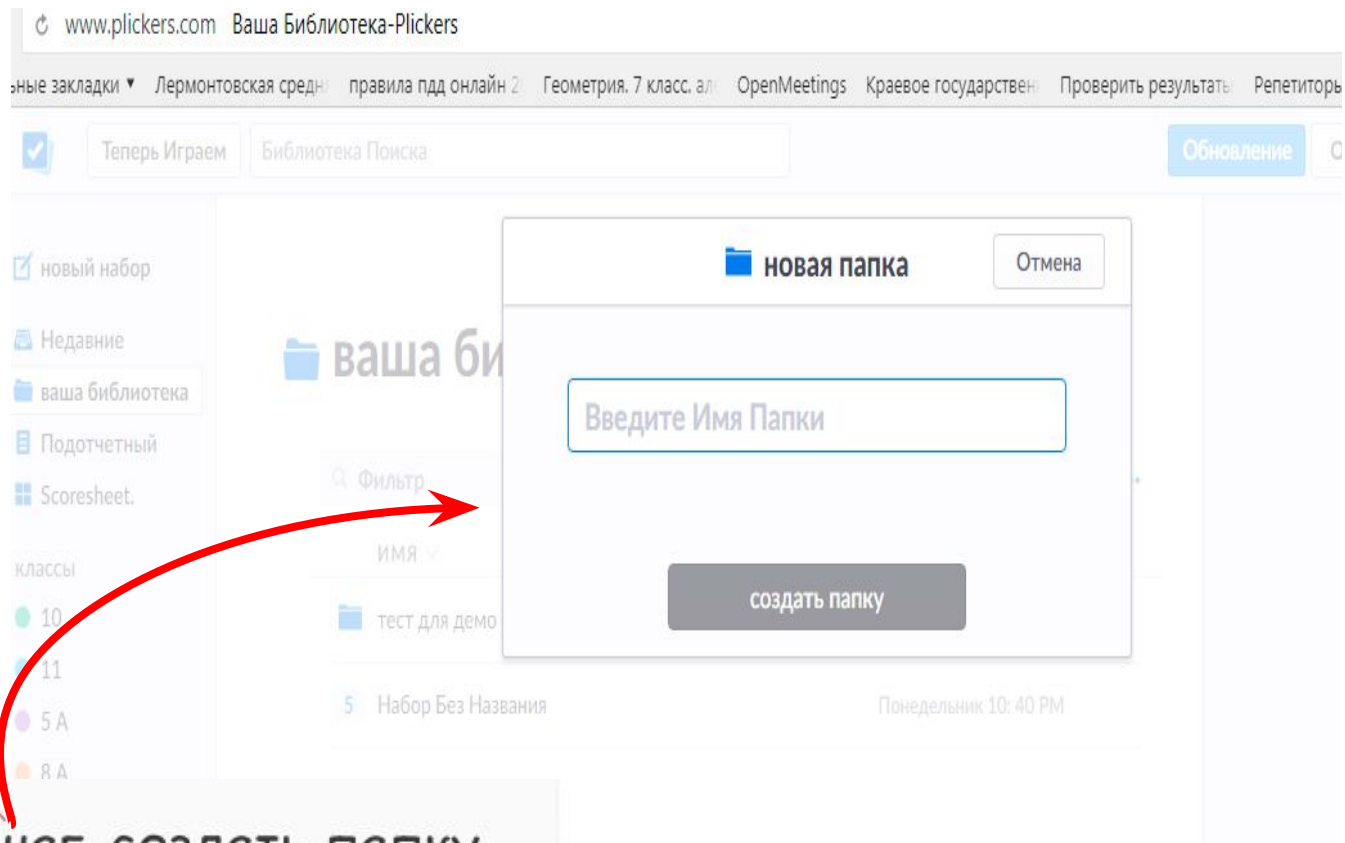 www.plickers.com Ваша Библиотека-Plickers
ьные закладки ▾ Лермонтовская средн правила пдд онлайн 2 Геометрия. 7 класс. ал OpenMeetings Краевое государствен Проверить результаты Репетиторы
Теперь Играем Библиотека Поиска Обновление О
новая папка Отмена
новый набор
Недавние
ваша би
ваша библиотека
Введите Имя Папки
Подотчетный
Фильтр
Scoresheet.
имя
классы
создать папку
10
тест для демо
11
5 Набор Без Названия Понедельник 10: 40 PM
5 А
8 А
создать папку